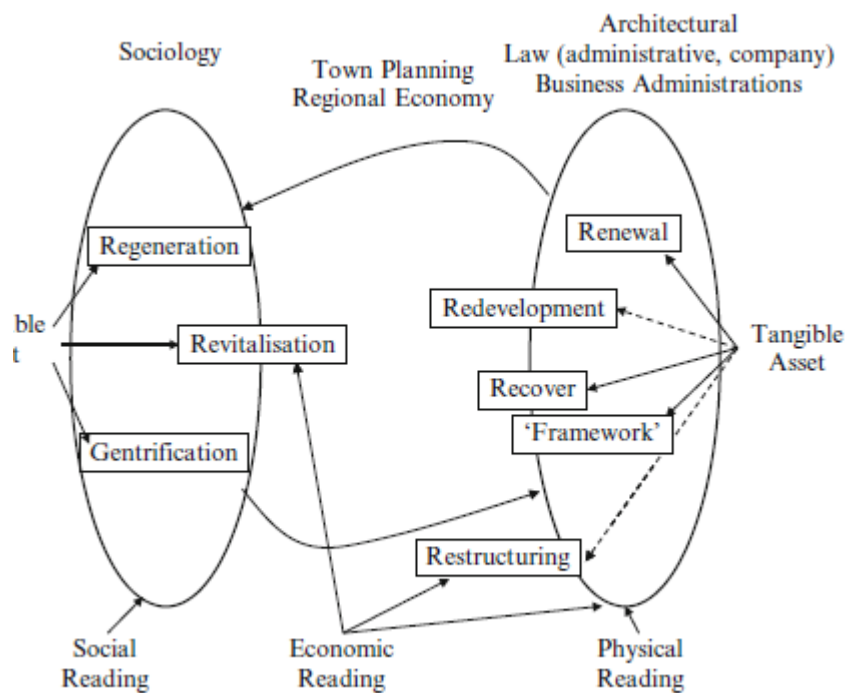 Sociology
Town Planning
Regional Economy
Architectural
Law (administrative, company)
Business Administrations
Regeneration
Renewal
Redevelopment
ble
t
Revitalisation
Tangible
Asset
Recover
‘Framework’
Gentrification
Restructuring
Social
Reading
Economic
Reading
Physical
Reading